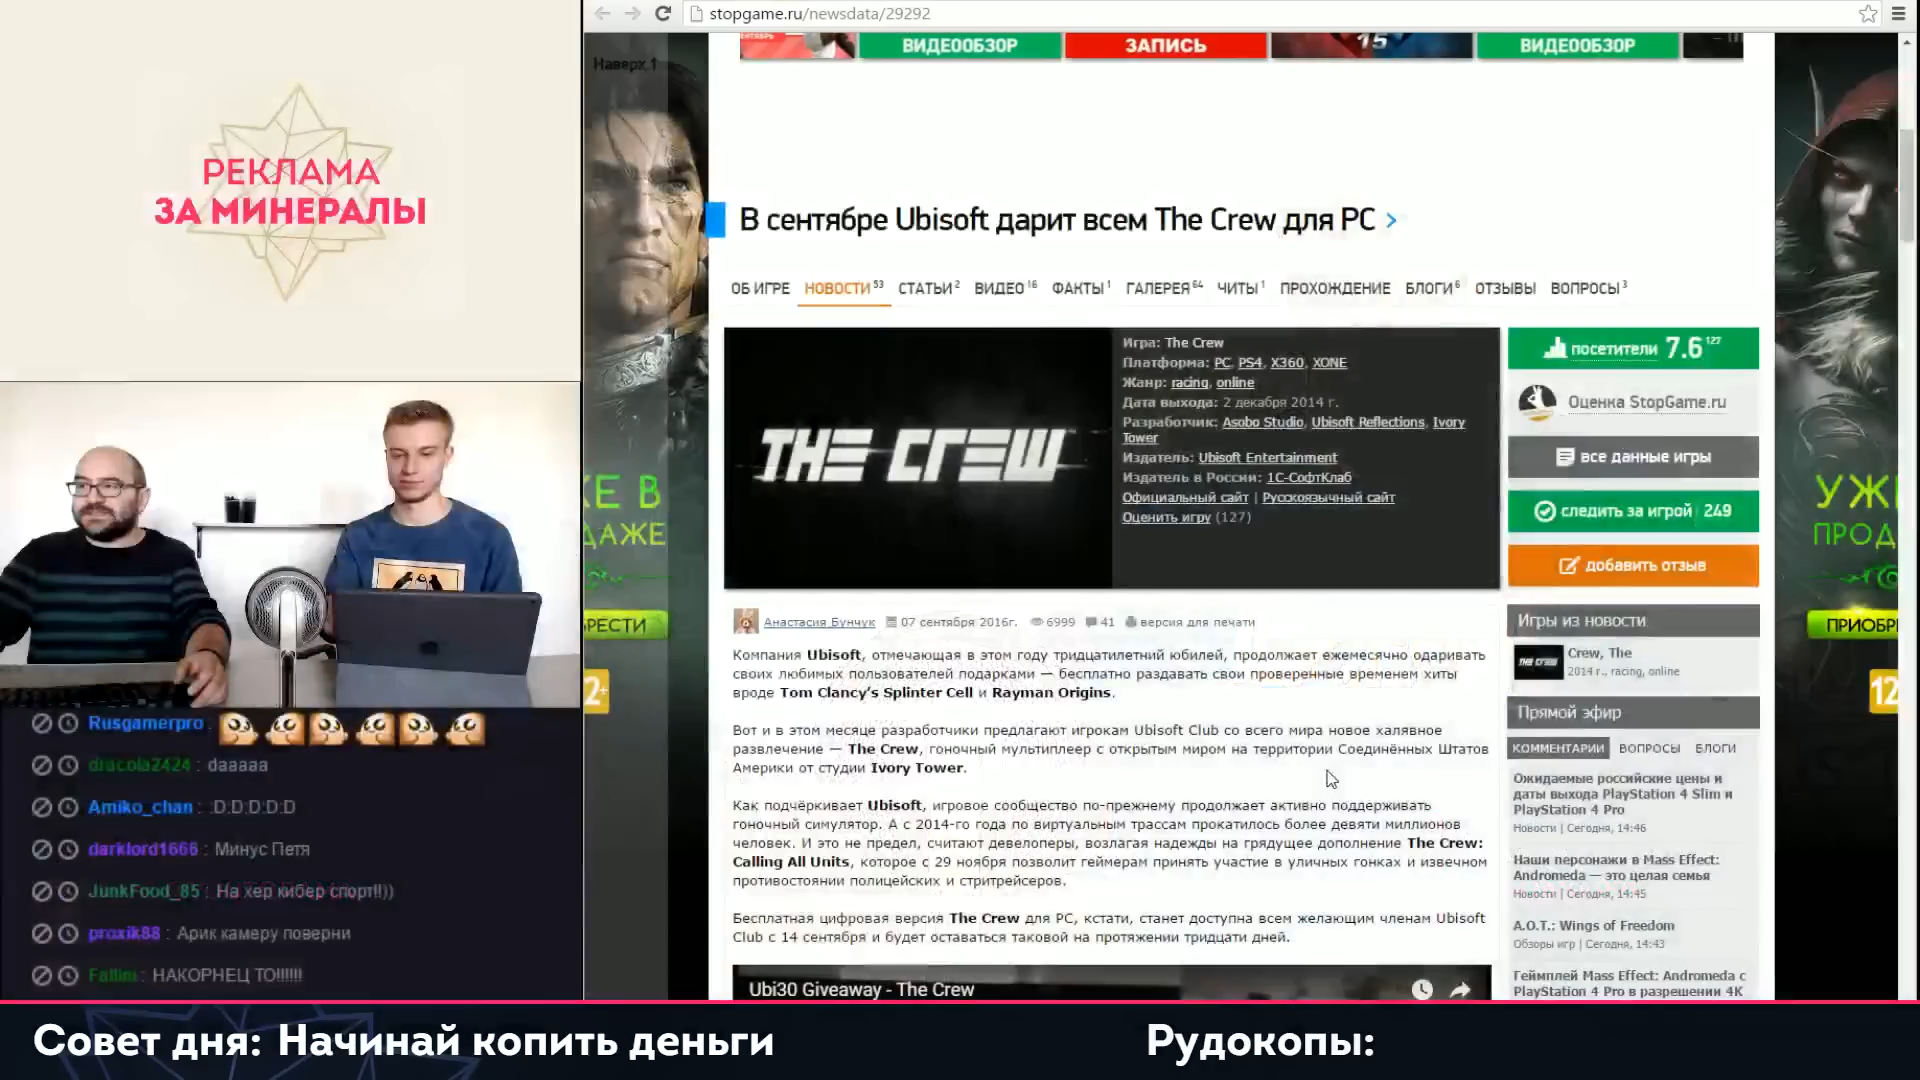 РЕКЛАМА
ЗА МИНЕРАЛЫ
Rusgamerpro :
dracola2424 : daaaaa
Amiko_chan : :D:D:D:D:D
darklord1666 : Минус Петя
JunkFood_85 : На хер кибер спорт!!))
proxik88 : Арик камеру поверни
Fallini : НАКОРНЕЦ ТО!!!!!!!
stopgame.ru/newsdata/29292
Наверх 1
ВИДЕООБЗОР
ЗАПИСЬ
15
ВИДЕООБЗОР
В сентябре Ubisoft дарит всем The Crew для PC >
ОБ ИГРЕ НОВОСТИ 53 СТАТЬИ 2 ВИДЕО 16 ФАКТЫ 1 ГАЛЕРЕЯ 64 ЧИТЫ 1 ПРОХОЖДЕНИЕ БЛОГИ 6 ОТЗЫВЫ ВОПРОСЫ 3
THE CREW
Игра: The Crew
Платформа: PC, PS4, X360, XONE
Жанр: racing, online
Дата выхода: 2 декабря 2014 г.
Разработчик: Asobo Studio, Ubisoft Reflections, Ivory
Tower
Издатель: Ubisoft Entertainment
Издатель в России: 1С-СофтКлаб
Официальный сайт | Русскоязычный сайт
Оценить игру (127)
посетители 7.6 127
Оценка StopGame.ru
все данные игры
следить за игрой 249
добавить отзыв
Анастасия Бунчук 07 сентября 2016г. 6999 41 версия для печати
Компания Ubisoft, отмечающая в этом году тридцатилетний юбилей, продолжает ежемесячно одаривать
своих любимых пользователей подарками — бесплатно раздавать свои проверенные временем хиты
вроде Tom Clancy's Splinter Cell и Rayman Origins.
Вот и в этом месяце разработчики предлагают игрокам Ubisoft Club со всего мира новое халявное
развлечение — The Crew, гоночный мультиплеер с открытым миром на территории Соединённых Штатов
Америки от студии Ivory Tower.
Как подчёркивает Ubisoft, игровое сообщество по-прежнему продолжает активно поддерживать
гоночный симулятор. А с 2014-го года по виртуальным трассам прокатилось более девяти миллионов
человек. И это не предел, считают девелоперы, возлагая надежды на грядущее дополнение The Crew:
Calling All Units, которое с 29 ноября позволит геймерам принять участие в уличных гонках и извечном
противостоянии полицейских и стритрейсеров.
Бесплатная цифровая версия The Crew для PC, кстати, станет доступна всем желающим членам Ubisoft
Club с 14 сентября и будет оставаться таковой на протяжении тридцати дней.
Ubi30 Giveaway - The Crew
Игры из новости
Crew, The
2014 г., racing, online
Прямой эфир
КОММЕНТАРИИ ВОПРОСЫ БЛОГИ
Ожидаемые российские цены и
даты выхода PlayStation 4 Slim и
PlayStation 4 Pro
Новости | Сегодня, 14:46
Наши персонажи в Mass Effect:
Andromeda — это целая семья
Новости | Сегодня, 14:45
A.O.T.: Wings of Freedom
Обзоры игр | Сегодня, 14:43
Геймплей Mass Effect: Andromeda с
PlayStation 4 Pro в разрешении 4K
КЕ В
ДАЖЕ
БРЕСТИ
2+
УЖ
ПРОД
ПРИОБР
12
Совет дня: Начинай копить деньги
Рудокопы: